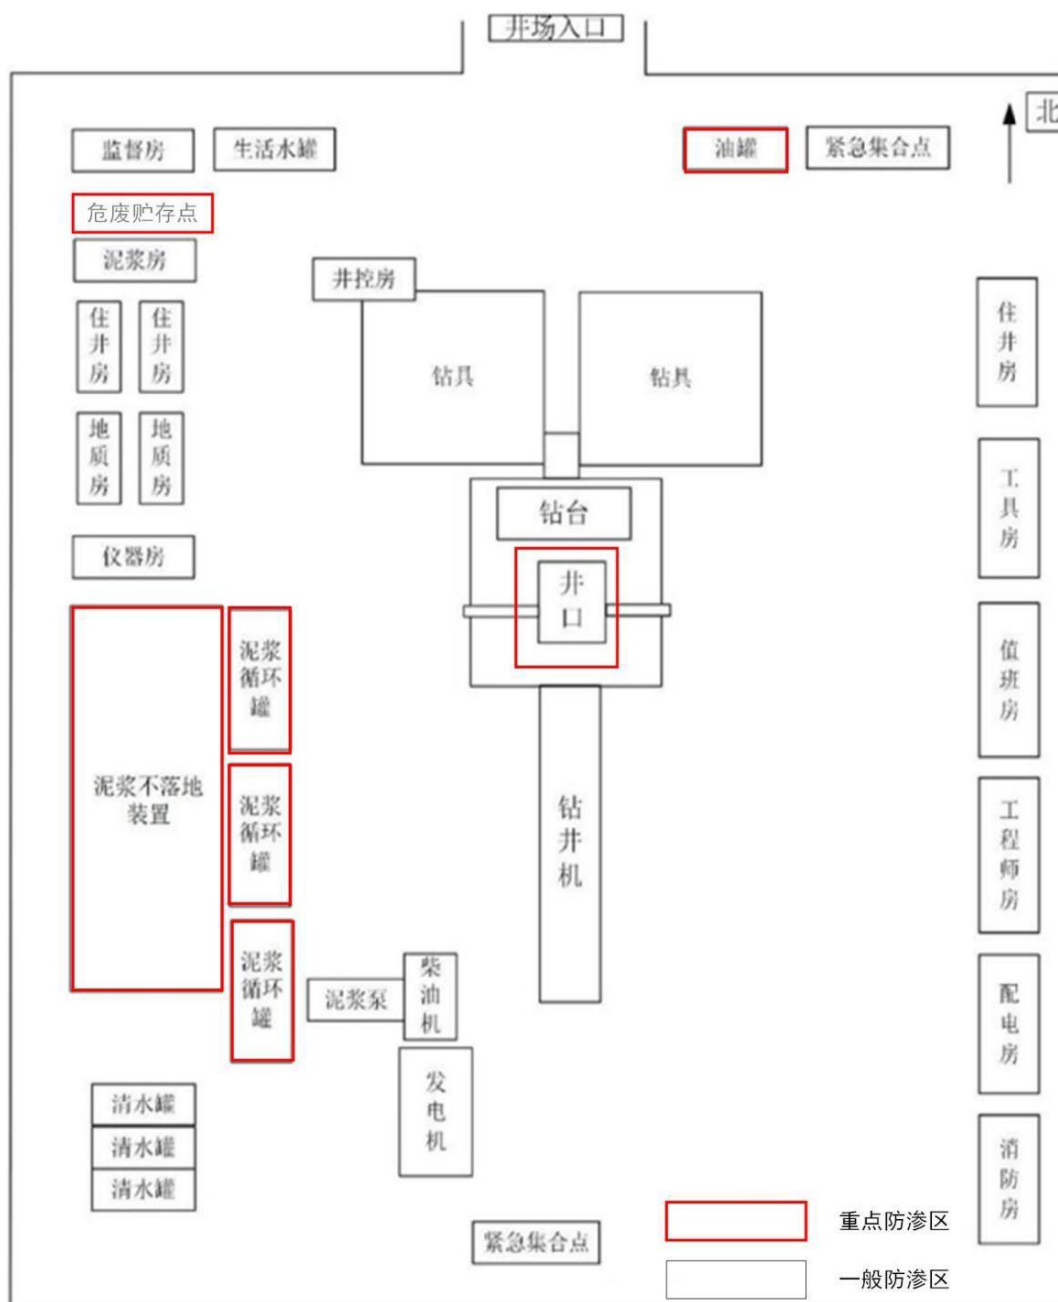 井场入口
北
监督房
生活水罐
油罐
紧急集合点
危废贮存点
泥浆房
井控房
住井房
住井房
钻具
钻具
住井房
地质房
地质房
工具房
钻台
仪器房
井口
泥浆循环罐
值班房
泥浆不落地
装置
泥浆循环罐
钻井机
工程师房
泥浆循环罐
泥浆泵
柴油机
配电房
发电机
清水罐
清水罐
清水罐
消防房
紧急集合点
重点防渗区
一般防渗区